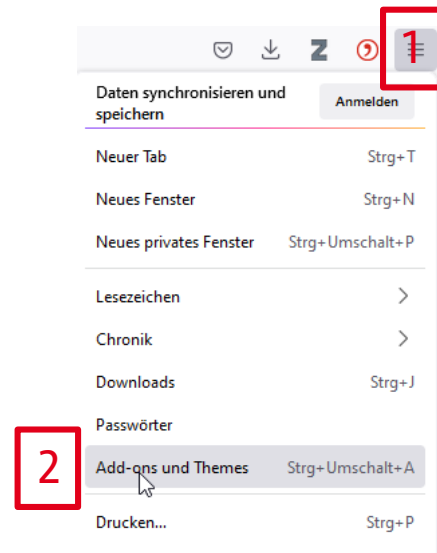 1
Z
Daten synchronisieren und
speichern
Anmelden
Neuer Tab Strg+T
Neues Fenster Strg+N
Neues privates Fenster Strg+Umschalt+P
Lesezeichen
Chronik
Downloads Strg+J
Passwörter
2
Add-ons und Themes Strg+Umschalt+A
Drucken... Strg+P